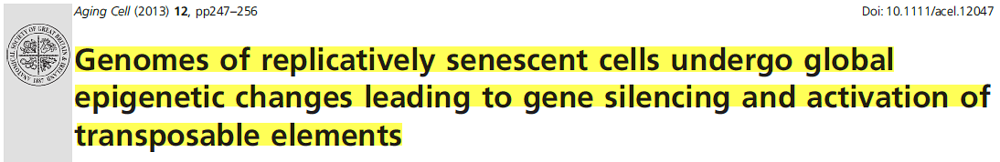 Aging Cell (2013) 12, pp247–256 Doi: 10.1111/acel.12047
Genomes of replicatively senescent cells undergo global
epigenetic changes leading to gene silencing and activation of
transposable elements